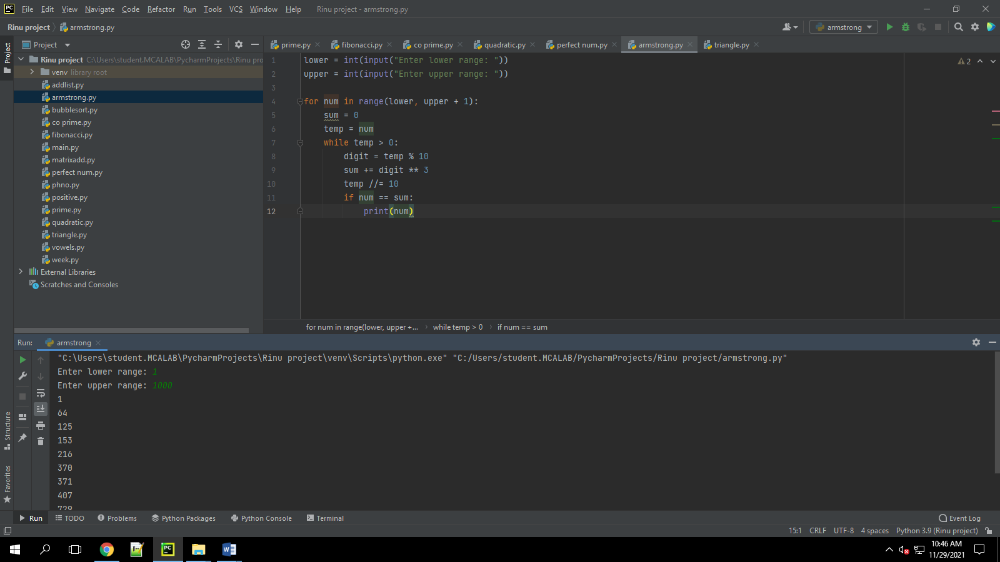 File Edit View Navigate Code Refactor Run Tools VCS Window Help Rinu project - armstrong.py
Rinu project armstrong.py
armstrong
Project
prime.py fibonacci.py co prime.py quadratic.py perfect num.py armstrong.py triangle.py
Rinu project C:\Users\student.MCALAB\PycharmProjects\Rinu pro
venv library root
addlist.py
armstrong.py
bubblesort.py
co prime.py
fibonacci.py
main.py
matrixadd.py
perfect num.py
phno.py
positive.py
prime.py
quadratic.py
triangle.py
vowels.py
week.py
External Libraries
Scratches and Consoles
Project
Structure
Favorites
1 lower = int(input("Enter lower range: "))
2 upper = int(input("Enter upper range: "))
3
4 for num in range(lower, upper + 1):
5 sum = 0
6 temp = num
7 while temp > 0:
8 digit = temp % 10
9 sum += digit ** 3
10 temp //= 10
11 if num == sum:
12 print(num)
2
for num in range(lower, upper +... while temp > 0 if num == sum
Run: armstrong
"C:\Users\student.MCALAB\PycharmProjects\Rinu project\venv\Scripts\python.exe" "C:/Users/student.MCALAB/PycharmProjects/Rinu project/armstrong.py"
Enter lower range: 1
Enter upper range: 1000
1
64
125
153
216
370
371
407
729
Run TODO Problems Python Packages Python Console Terminal Event Log
15:1 CRLF UTF-8 4 spaces Python 3.9 (Rinu project)
10:46 AM
11/29/2021